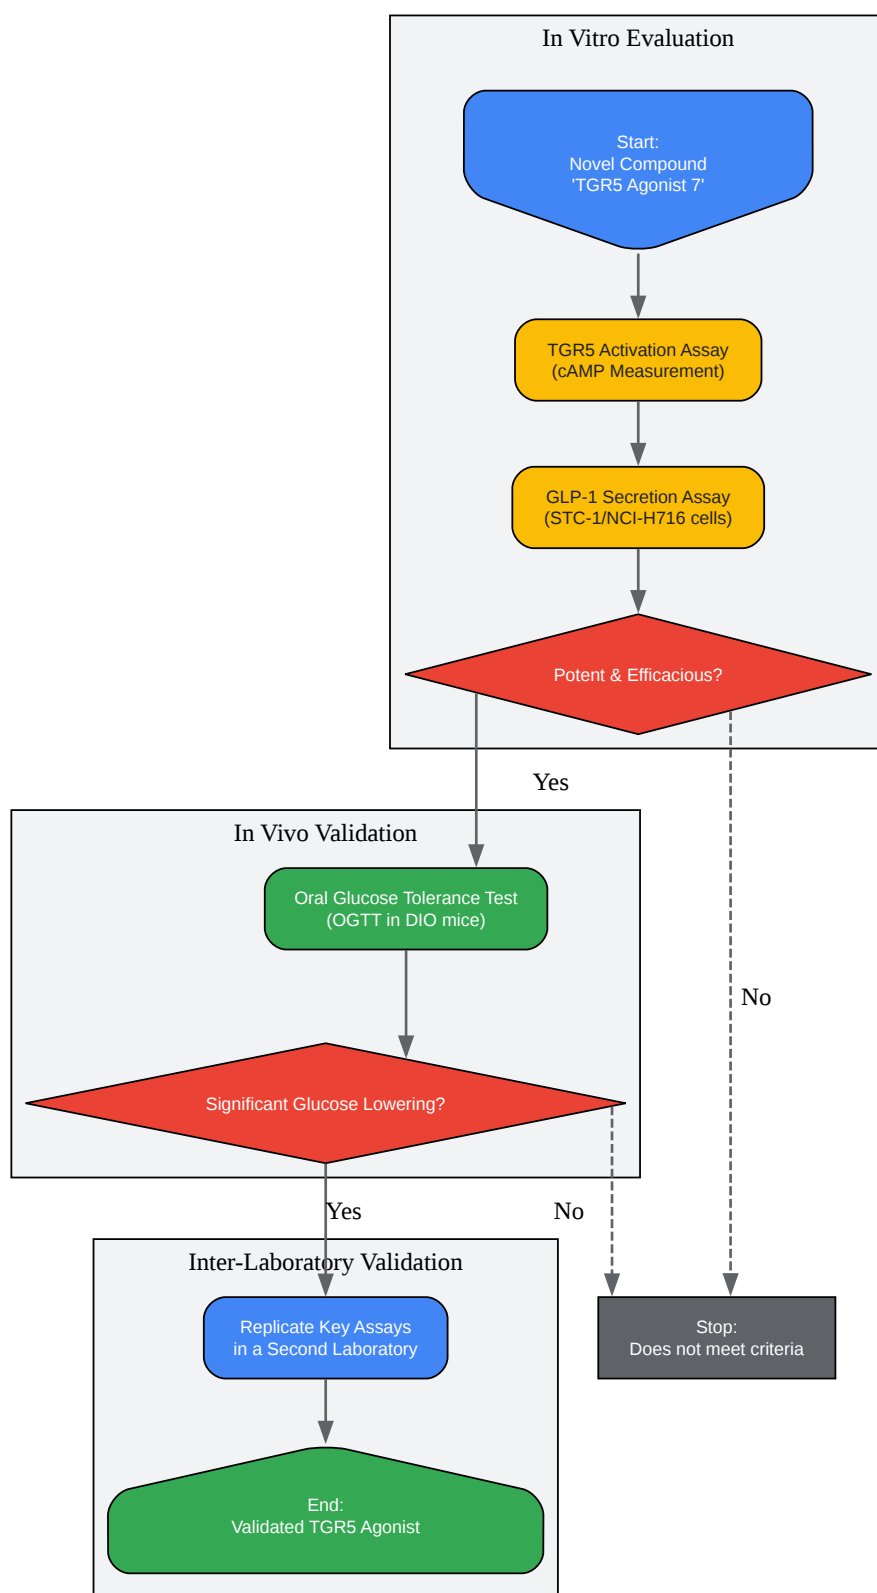 In Vitro Evaluation
Start:
Novel Compound
'TGR5 Agonist 7'
TGR5 Activation Assay
(cAMP Measurement)
GLP-1 Secretion Assay
(STC-1/NCI-H716 cells)
Potent & Efficacious?
Yes
In Vivo Validation
Oral Glucose Tolerance Test
(OGTT in DIO mice)
No
Significant Glucose Lowering?
Yes
No
Inter-Laboratory Validation
Replicate Key Assays
in a Second Laboratory
Stop:
Does not meet criteria
End:
Validated TGR5 Agonist